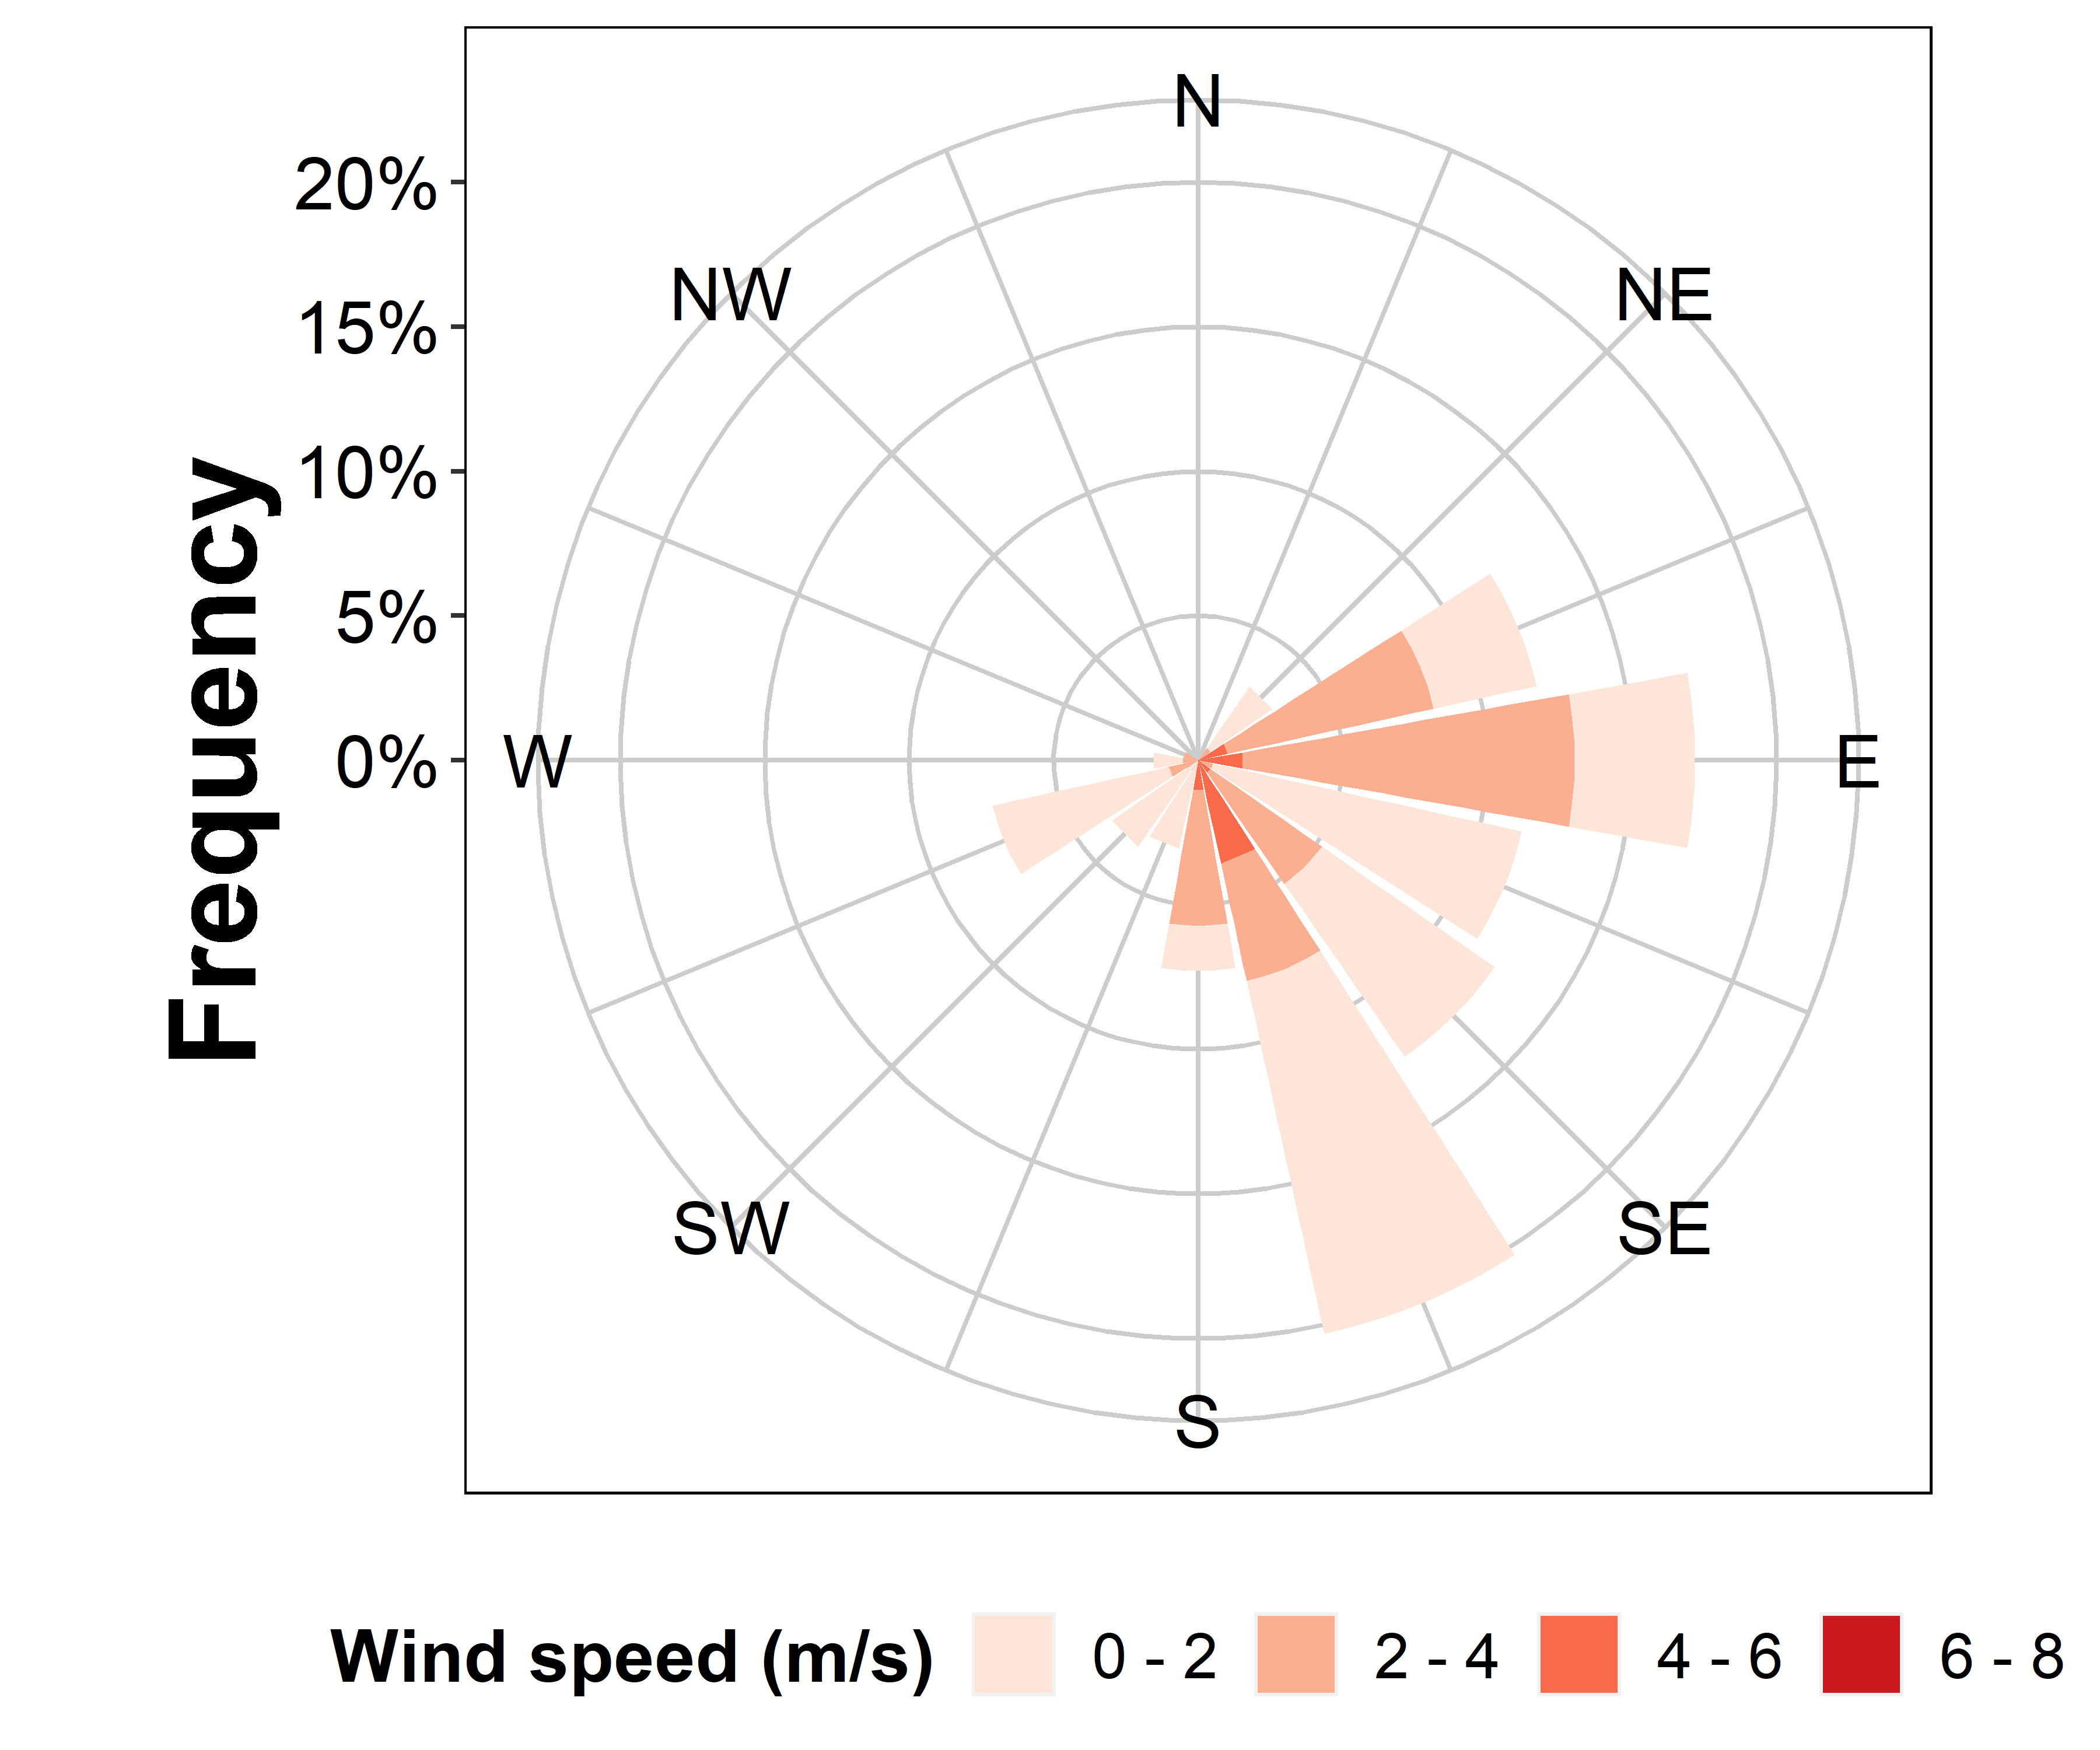 N
NE
E
SE
S
SW
W
NW
20%
15%
10%
5%
0%
Frequency
Wind speed (m/s) 0 - 2 2 - 4 4 - 6 6 - 8